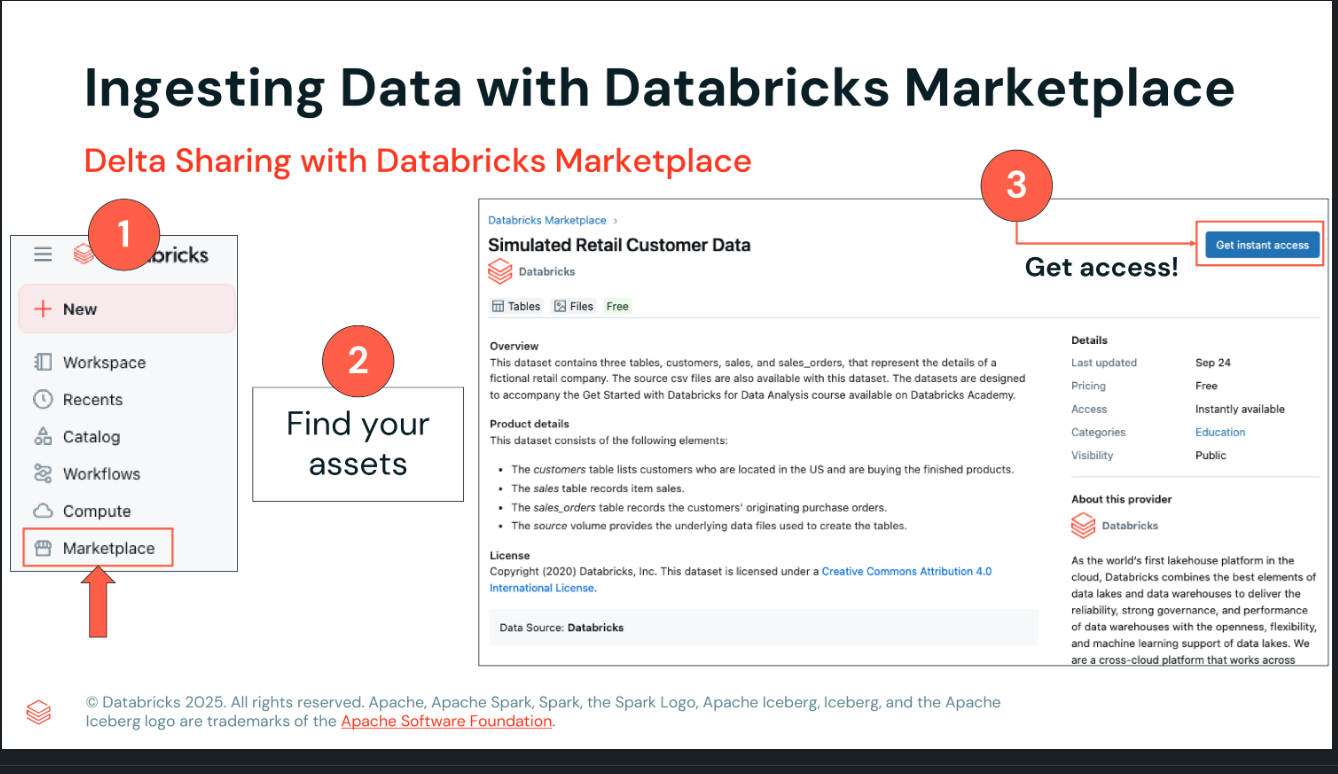 Ingesting Data with Databricks Marketplace
Delta Sharing with Databricks Marketplace
1
bricks
New
Workspace
Recents
Catalog
Workflows
Compute
Marketplace
2
Find your
assets
3
Get instant access
Get access!
Databricks Marketplace ›
Simulated Retail Customer Data
Databricks
Tables Files Free
Overview
This dataset contains three tables, customers, sales, and sales_orders, that represent the details of a
fictional retail company. The source csv files are also available with this dataset. The datasets are designed
to accompany the Get Started with Databricks for Data Analysis course available on Databricks Academy.
Product details
This dataset consists of the following elements:
• The customers table lists customers who are located in the US and are buying the finished products.
• The sales table records item sales.
• The sales_orders table records the customers' originating purchase orders.
• The source volume provides the underlying data files used to create the tables.
License
Copyright (2020) Databricks, Inc. This dataset is licensed under a Creative Commons Attribution 4.0
International License.
Data Source: Databricks
Details
Last updated Sep 24
Pricing Free
Access Instantly available
Categories Education
Visibility Public
About this provider
Databricks
As the world's first lakehouse platform in the
cloud, Databricks combines the best elements of
data lakes and data warehouses to deliver the
reliability, strong governance, and performance
of data warehouses with the openness, flexibility,
and machine learning support of data lakes. We
are a cross-cloud platform that works across
© Databricks 2025. All rights reserved. Apache, Apache Spark, Spark, the Spark Logo, Apache Iceberg, Iceberg, and the Apache
Iceberg logo are trademarks of the Apache Software Foundation.